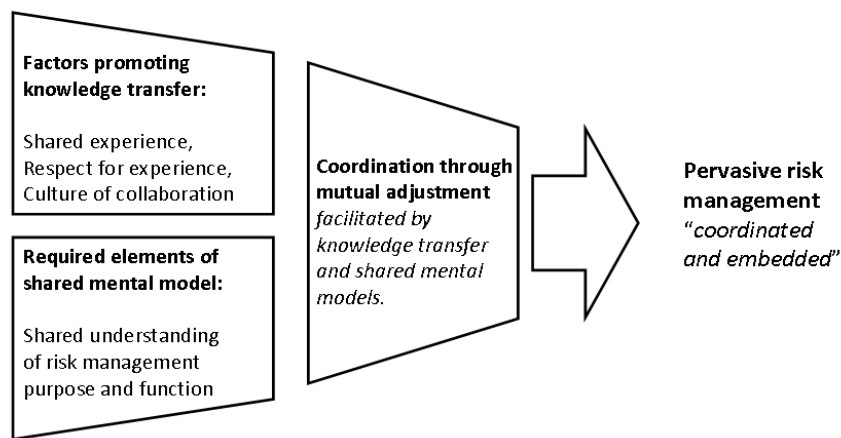 Factors promoting
knowledge transfer:
Shared experience,
Respect for experience,
Culture of collaboration
Required elements of
shared mental model:
Shared understanding
of risk management
purpose and function
Coordination through
mutual adjustment
facilitated by
knowledge transfer
and shared mental
models.
Pervasive risk
management
“coordinated
and embedded”